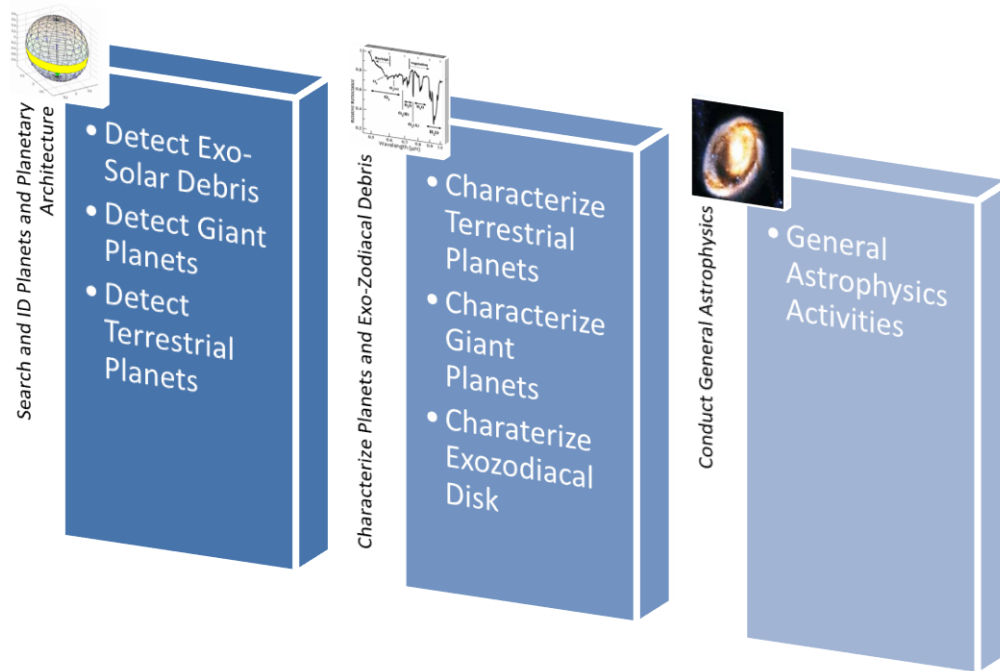 Search and ID Planets and Planetary
Architecture
• Detect Exo-
Solar Debris
• Detect Giant
Planets
• Detect
Terrestrial
Planets
Characterize Planets and Exo-Zodiacal Debris
Wavelength (μm)
• Characterize
Terrestrial
Planets
• Characterize
Giant
Planets
• Charaterize
Exozodiacal
Disk
Conduct General Astrophysics
• General
Astrophysics
Activities